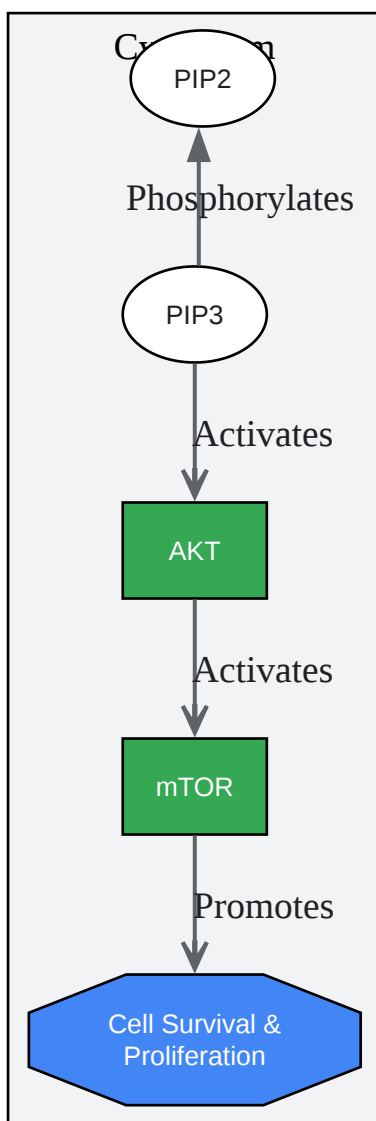 PIP2
Phosphorylates
PIP3
Activates
AKT
Activates
mTOR
Promotes
Cell Survival &
Proliferation